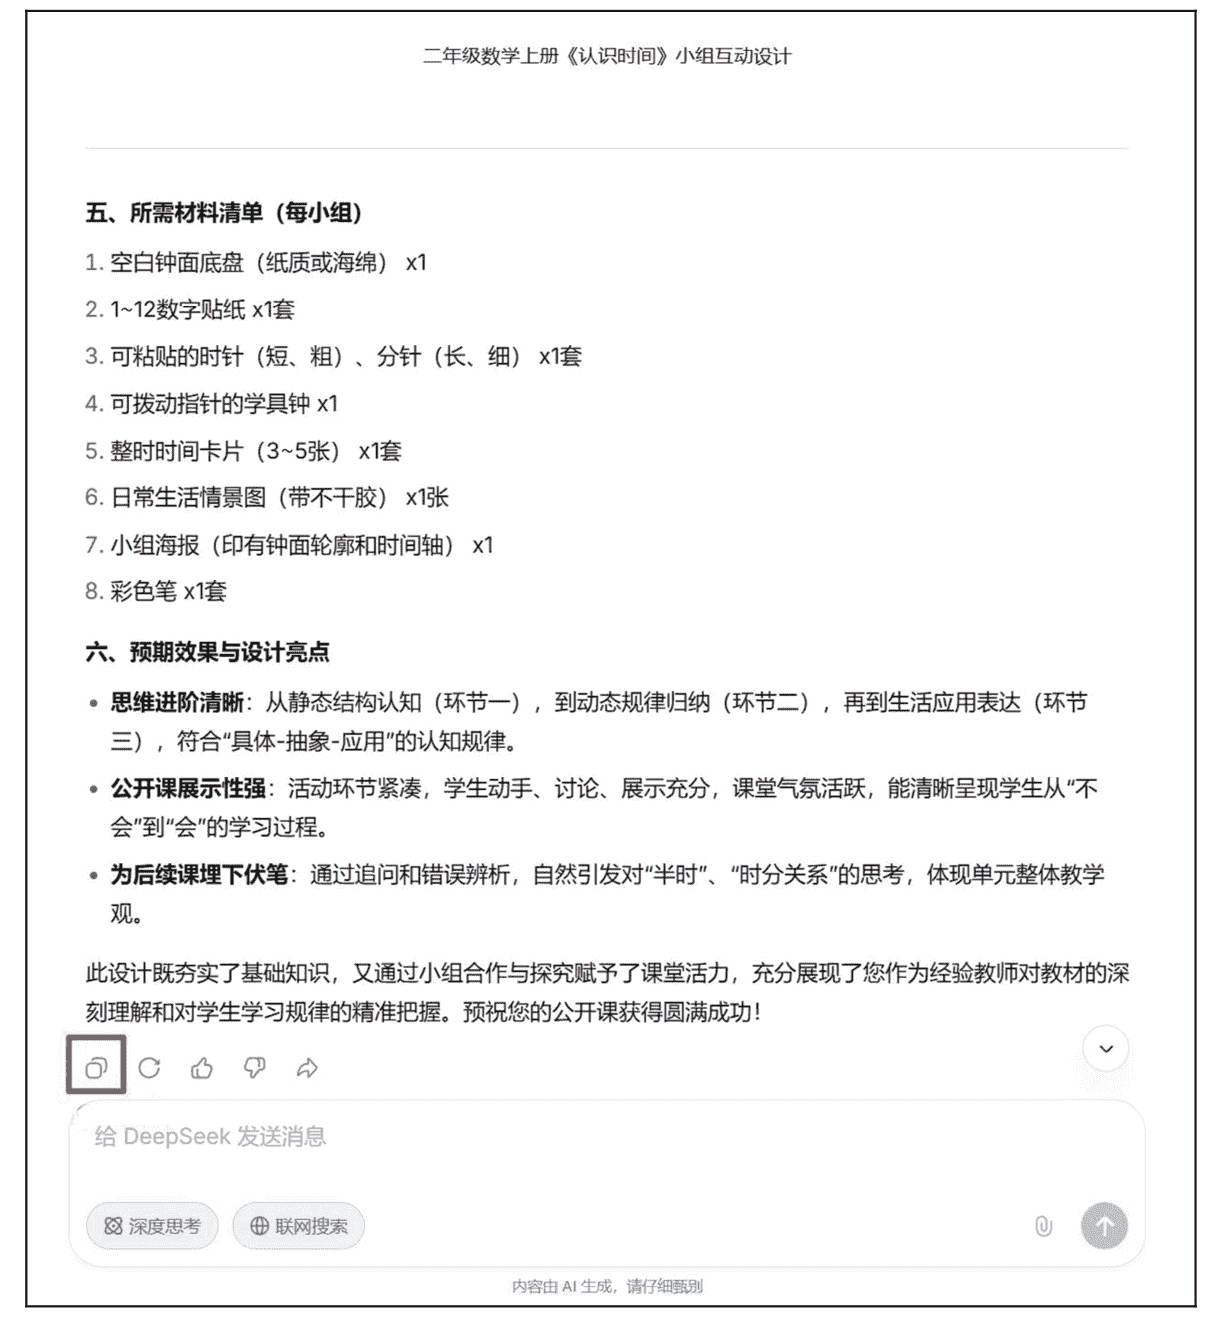 二年级数学上册《认识时间》小组互动设计
五、所需材料清单（每小组）
1. 空白钟面底盘（纸质或海绵） x1
2. 1~12数字贴纸 x1套
3. 可粘贴的时针（短、粗）、分针（长、细） x1套
4. 可拨动指针的学具钟 x1
5. 整时时间卡片（3~5张） x1套
6. 日常生活情景图（带不干胶） x1张
7. 小组海报（印有钟面轮廓和时间轴） x1
8. 彩色笔 x1套
六、预期效果与设计亮点
• 思维进阶清晰：从静态结构认知（环节一），到动态规律归纳（环节二），再到生活应用表达（环节
三），符合“具体-抽象-应用”的认知规律。
• 公开课展示性强：活动环节紧凑，学生动手、讨论、展示充分，课堂气氛活跃，能清晰呈现学生从“不
会”到“会”的学习过程。
• 为后续课埋下伏笔：通过追问和错误辨析，自然引发对“半时”、“时分关系”的思考，体现单元整体教学
观。
此设计既夯实了基础知识，又通过小组合作与探究赋予了课堂活力，充分展现了您作为经验教师对教材的深
刻理解和对学生学习规律的精准把握。预祝您的公开课获得圆满成功！
给 DeepSeek 发送消息
深度思考 联网搜索
内容由 AI 生成，请仔细甄别